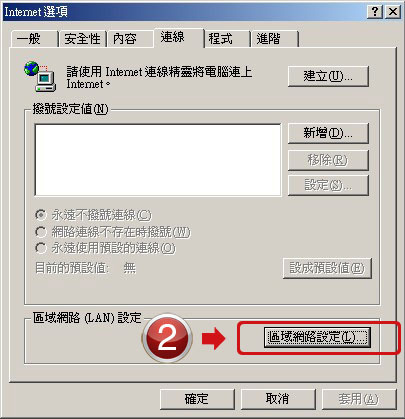 Internet 選項
一般 安全性 內容 連線 程式 進階
請使用 Internet 連線精靈將電腦連上
Internet。
建立(U)...
撥號設定值(N)
新增(D)...
移除(R)
設定(S)...
永遠不撥號連線(C)
網路連線不存在時撥號(W)
永遠使用預設的連線(O)
目前的預設值: 無
設成預設值(E)
區域網路 (LAN) 設定
2
區域網路設定(L)...
確定 取消 套用(A)